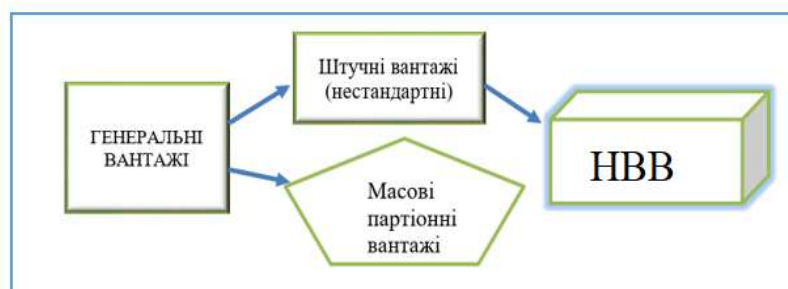 Штучні вантажі
(нестандартні)
ГЕНЕРАЛЬНІ
ВАНТАЖІ
НВВ
Масові
партіонні
вантажі